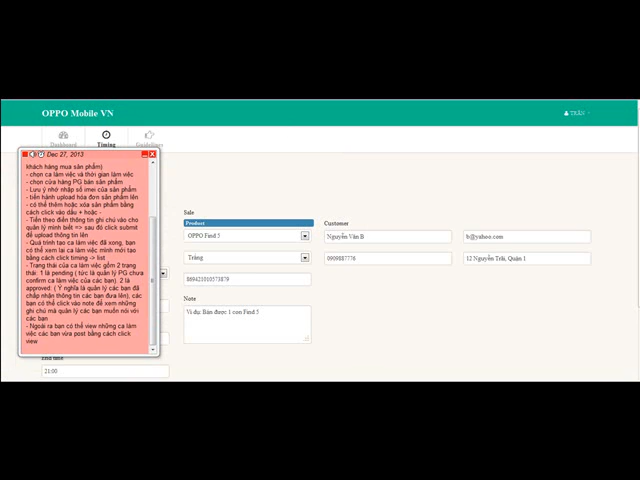 OPPO Mobile VN
TRÂN
Dashboard
Timing
Guidelines
Dec 27, 2013
khách hàng mua sản phẩm)
- chọn ca làm việc và thời gian làm việc
- chọn cửa hàng PG bán sản phẩm
- Lưu ý nhớ nhập số imei của sản phẩm
- tiến hành upload hóa đơn sản phẩm lên
- có thể thêm hoặc xóa sản phẩm bằng
cách click vào dấu + hoặc -
- Tiến theo điền thông tin ghi chú vào cho
quản lý mình biết => sau đó click submit
để upload thông tin lên
- Quá trình tạo ca làm việc đã xong, bạn
có thể xem lại ca làm việc mình mới tạo
bằng cách click timing -> list
- Trạng thái của ca làm việc gồm 2 trạng
thái: 1 là pending ( tức là quản lý PG chưa
confirm ca làm việc của các bạn) 2 là
approved: ( Ý nghĩa là quản lý các bạn đã
chấp nhận thông tin các bạn đưa lên), các
bạn có thể click vào note để xem những
ghi chú mà quản lý các bạn muốn nói với
các bạn
- Ngoài ra bạn có thể view những ca làm
việc các bạn vừa post bằng cách click
view
End time
21:00
Sale
Product
OPPO Find 5
Trắng
869421010573879
Note
Ví dụ: Bán được 1 con Find 5
Customer
Nguyễn Văn B
b@yahoo.com
0909887776
12 Nguyễn Trãi, Quận 1